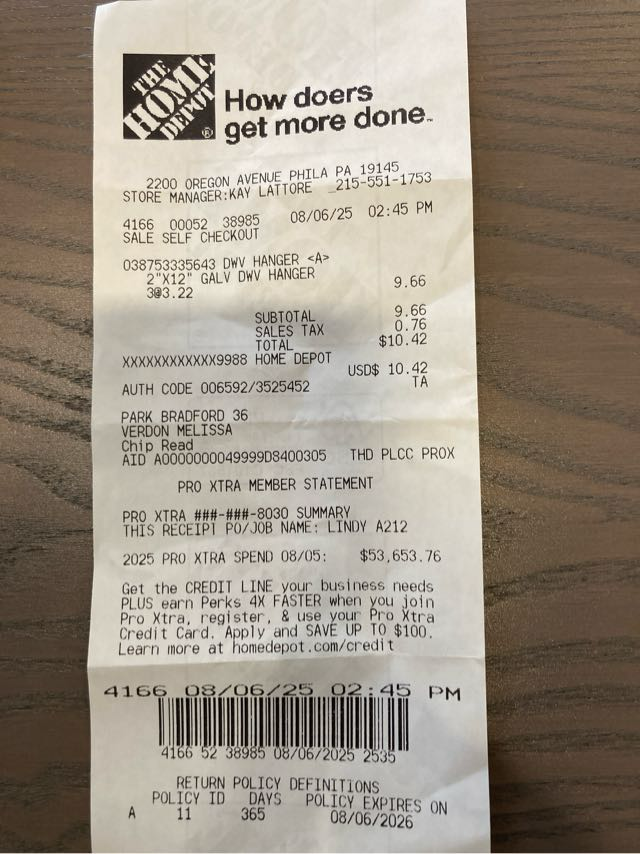 THE
HOME
DEPOT
®
How doers
get more done™
2200 OREGON AVENUE PHILA PA 19145
STORE MANAGER:KAY LATTORE 215-551-1753
4166 00052 38985 08/06/25 02:45 PM
SALE SELF CHECKOUT
038753335643 DWV HANGER <A>
2"X12" GALV DWV HANGER
3@3.22 9.66
SUBTOTAL 9.66
SALES TAX 0.76
TOTAL $10.42
XXXXXXXXXXXX9988 HOME DEPOT
USD$ 10.42
AUTH CODE 006592/3525452 TA
PARK BRADFORD 36
VERDON MELISSA
Chip Read
AID A0000000049999D8400305 THD PLCC PROX
PRO XTRA MEMBER STATEMENT
PRO XTRA ###-###-8030 SUMMARY
THIS RECEIPT PO/JOB NAME: LINDY A212
2025 PRO XTRA SPEND 08/05: $53,653.76
Get the CREDIT LINE your business needs
PLUS earn Perks 4X FASTER when you join
Pro Xtra, register, & use your Pro Xtra
Credit Card. Apply and SAVE UP TO $100.
Learn more at homedepot.com/credit
4166 08/06/25 02:45 PM
4166 52 38985 08/06/2025 2535
RETURN POLICY DEFINITIONS
POLICY ID DAYS POLICY EXPIRES ON
A 11 365 08/06/2026